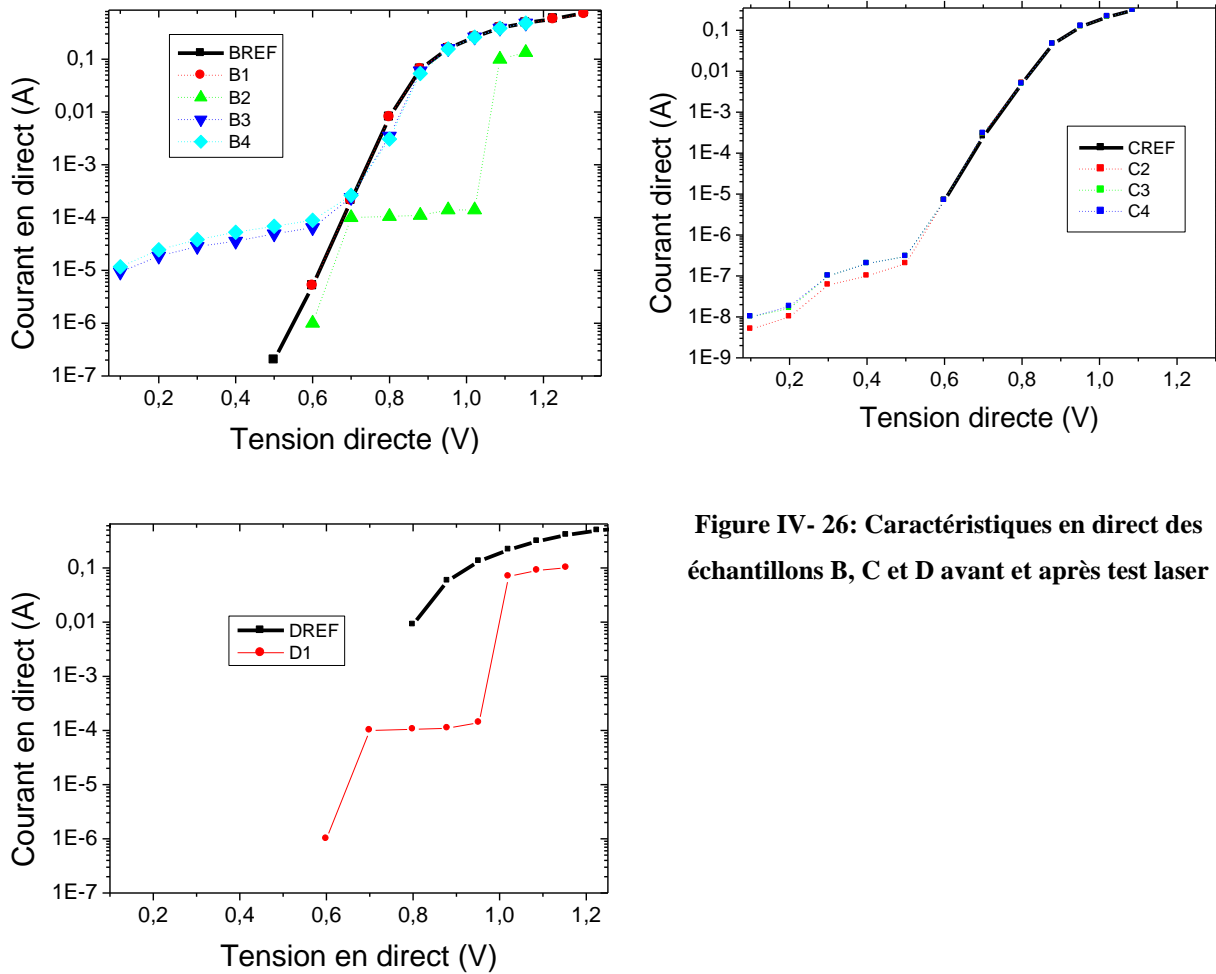 0,1
0,01
1E-3
1E-4
1E-5
1E-6
1E-7
Courant en direct (A)
BREF
B1
B2
B3
B4
0,2 0,4 0,6 0,8 1,0 1,2
Tension directe (V)
0,1
0,01
1E-3
1E-4
1E-5
1E-6
1E-7
1E-8
1E-9
Courant direct (A)
CREF
C2
C3
C4
0,2 0,4 0,6 0,8 1,0 1,2
Tension directe (V)
0,1
0,01
1E-3
1E-4
1E-5
1E-6
1E-7
Courant en direct (A)
DREF
D1
0,2 0,4 0,6 0,8 1,0 1,2
Tension en direct (V)
Figure IV- 26: Caractéristiques en direct des
échantillons B, C et D avant et après test laser